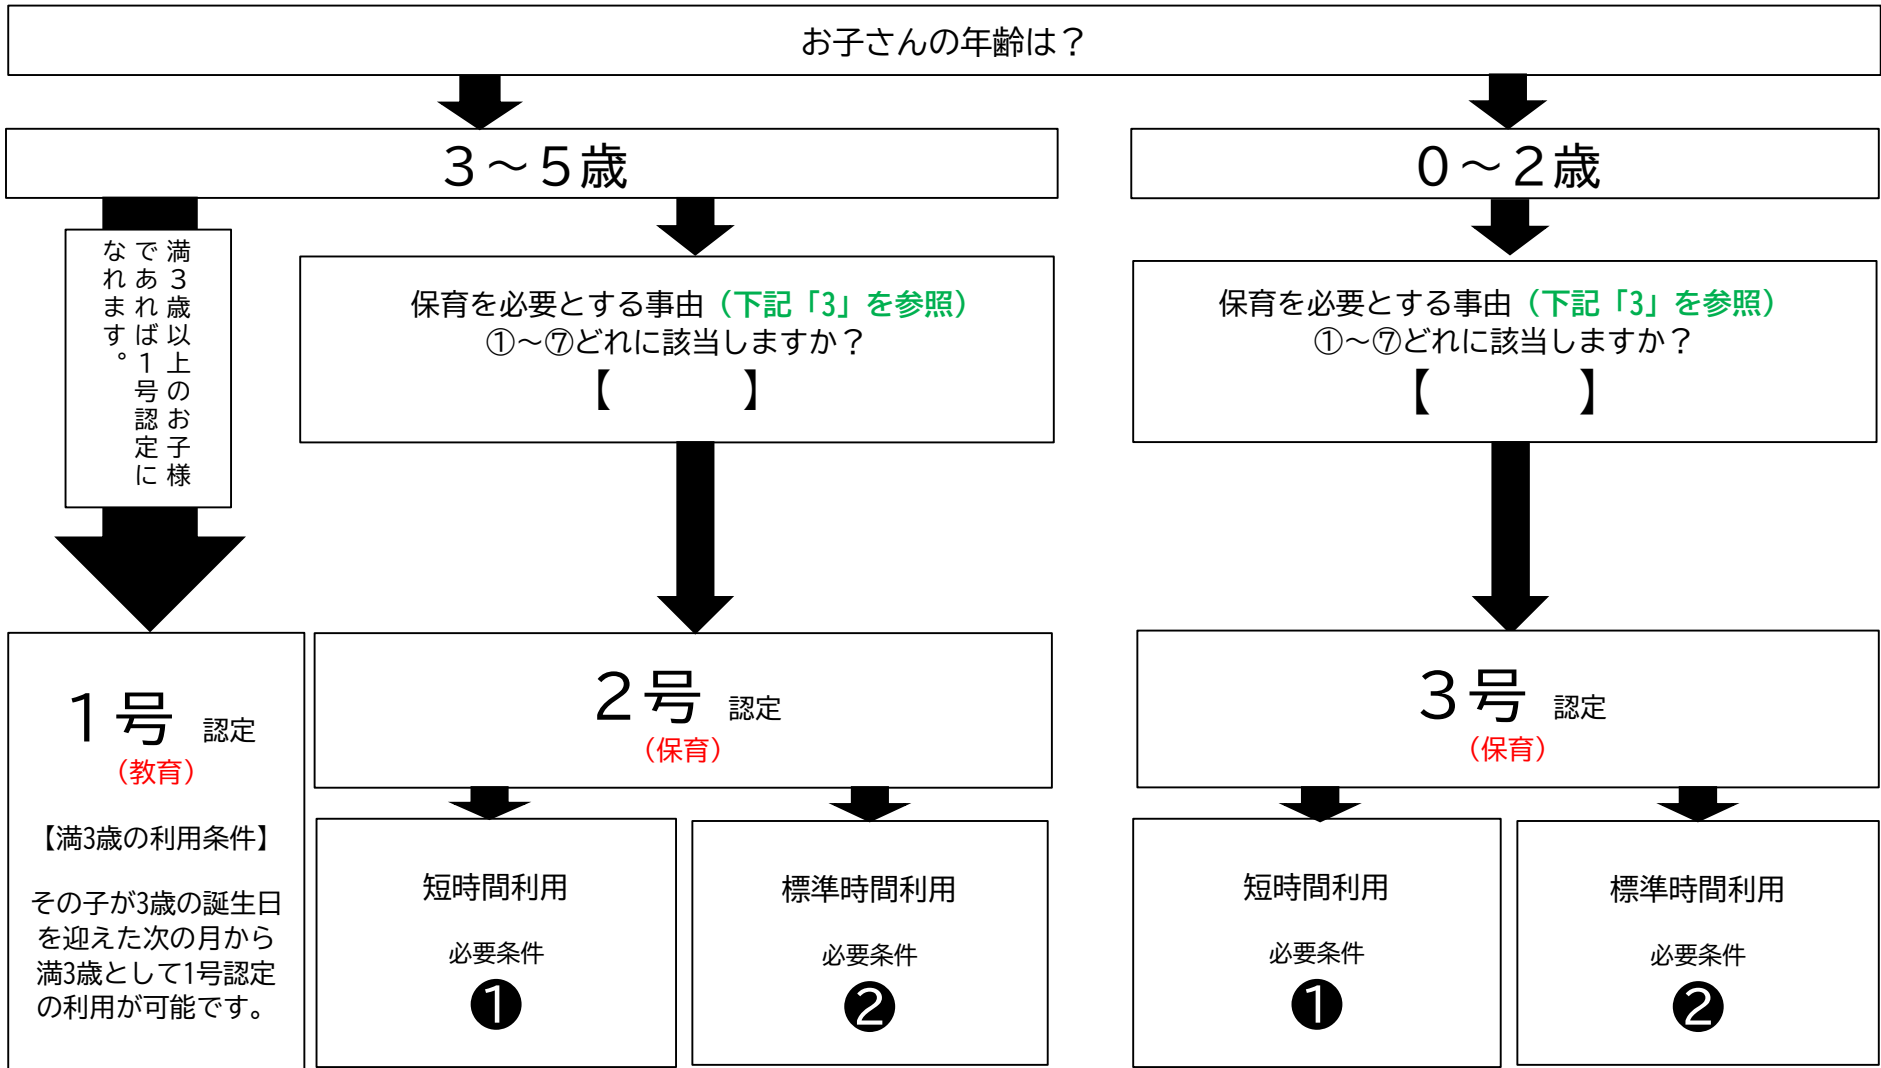 お子さんの年齢は？
３～５歳
０～２歳
満３歳以上のお子様
であれば１号認定に
なれます。
保育を必要とする事由（下記「3」を参照）
①～⑦どれに該当しますか？
【　　　　】
保育を必要とする事由（下記「3」を参照）
①～⑦どれに該当しますか？
【　　　　】
１号 認定
（教育）
【満3歳の利用条件】
その子が3歳の誕生日
を迎えた次の月から
満3歳として1号認定
の利用が可能です。
２号 認定
（保育）
短時間利用
必要条件
❶
標準時間利用
必要条件
❷
３号 認定
（保育）
短時間利用
必要条件
❶
標準時間利用
必要条件
❷